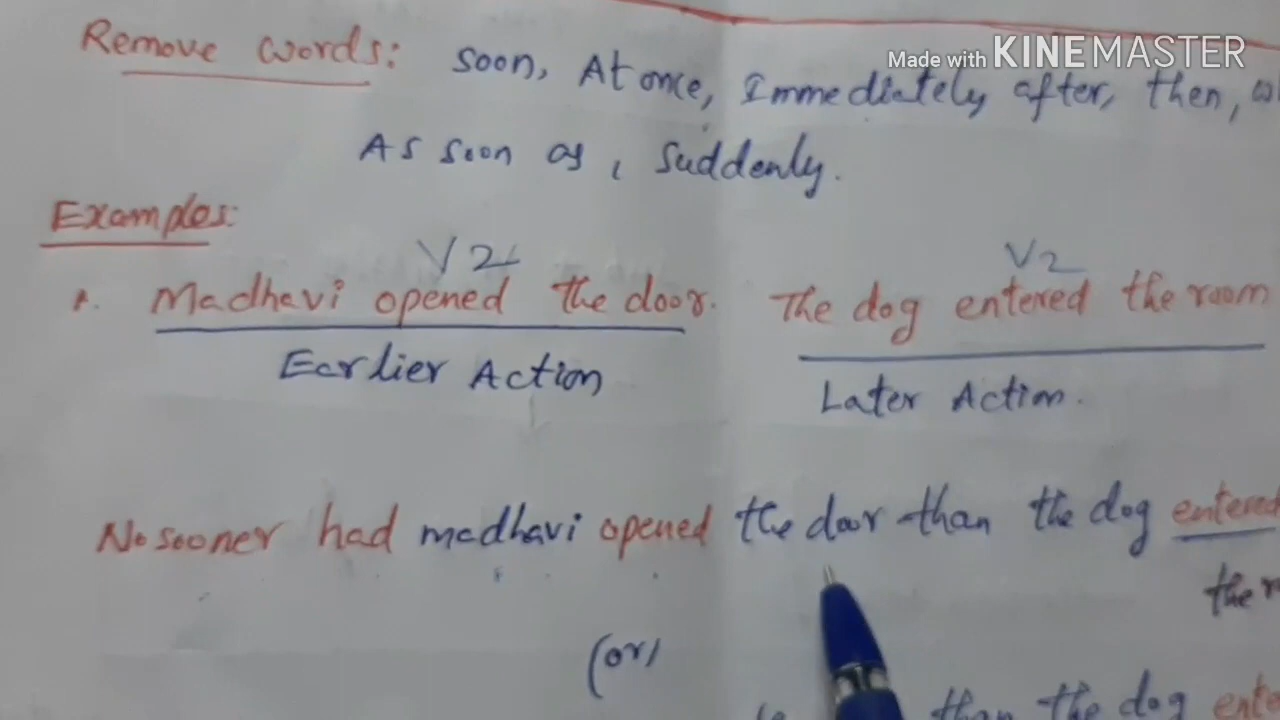 Made with KINEMASTER
Remove words: soon, At once, Immediately after, then,
As soon as, suddenly.
Examples:
V2 V2
1. Madhavi opened the door. The dog entered the room
Earlier Action Later Action.
No sooner had madhavi opened the door than the dog entered
the
(or)
than the dog